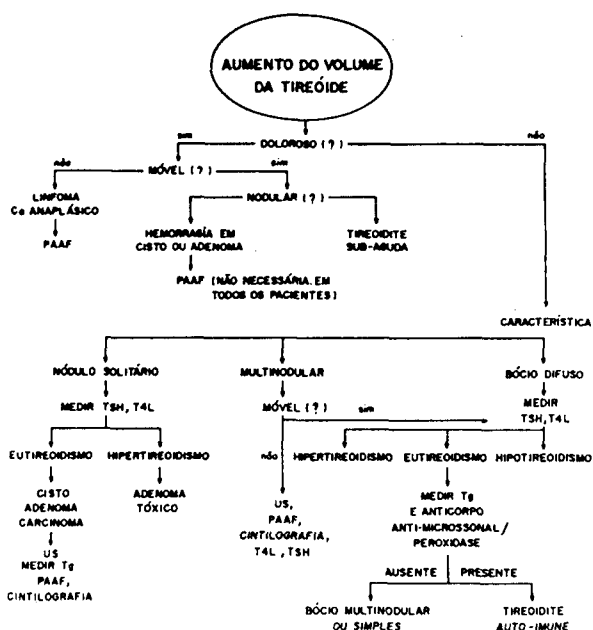 AUMENTO DO VOLUME
DA TIREÓIDE
sim
DOLOROSO (?)
não
não
MÓVEL (?)
sim
LINFOMA
Ca ANAPLÁSICO
PAAF
NODULAR (?)
HEMORRAGIA EM
CISTO OU ADENOMA
TIREOIDITE
SUB-AGUDA
PAAF (NÃO NECESSÁRIA EM
TODOS OS PACIENTES)
CARACTERÍSTICA
NÓDULO SOLITÁRIO
MULTINODULAR
BÓCIO DIFUSO
MEDIR TSH, T4L
MÓVEL (?)
sim
MEDIR
TSH, T4L
EUTIREOIDISMO
HIPERTIREOIDISMO
não
HIPERTIREOIDISMO
EUTIREOIDISMO
HIPOTIREOIDISMO
CISTO
ADENOMA
CARCINOMA
ADENOMA
TÓXICO
US,
PAAF,
CINTILOGRAFIA,
T4L, TSH
MEDIR Tg
E ANTICORPO
ANTI-MICROSSONAL/
PEROXIDASE
US
MEDIR Tg
PAAF,
CINTILOGRAFIA
AUSENTE
PRESENTE
BÓCIO MULTINODULAR
OU SIMPLES
TIREOIDITE
AUTO-IMUNE